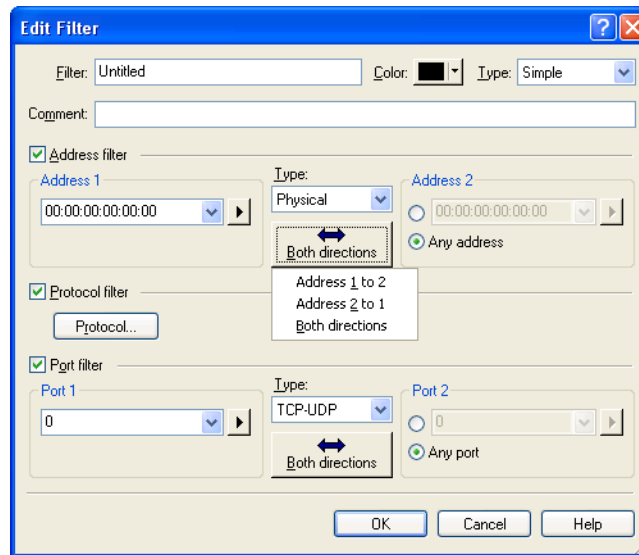 Edit Filter
Filter: Untitled Color: Type: Simple
Comment:
Address filter
Address 1 Type: Address 2
00:00:00:00:00:00 Physical 00:00:00:00:00:00
Both directions Any address
Address 1 to 2
Address 2 to 1
Both directions
Protocol filter
Protocol...
Port filter
Port 1 Type: Port 2
0 TCP-UDP 0
Both directions Any port
OK Cancel Help